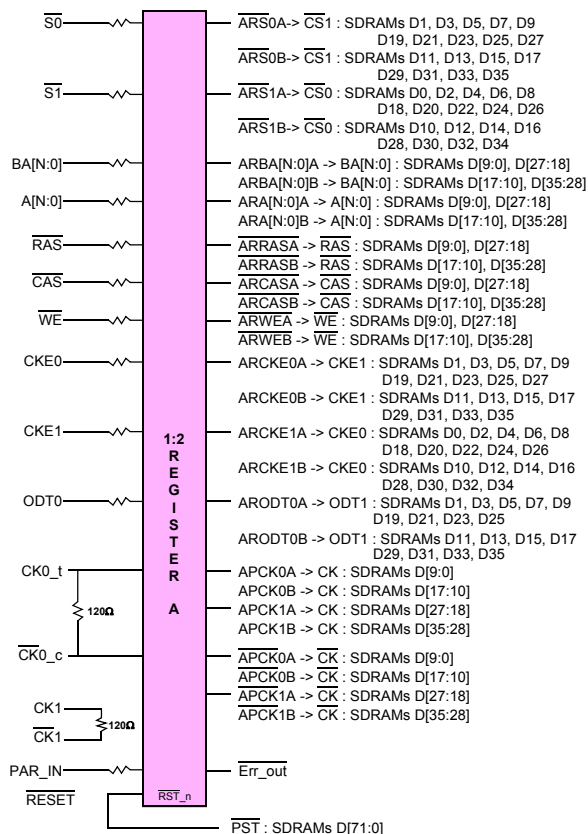 S0
ARS0A-> CS1 : SDRAMs D1, D3, D5, D7, D9
D19, D21, D23, D25, D27
ARS0B-> CS1 : SDRAMs D11, D13, D15, D17
D29, D31, D33, D35
S1
ARS1A-> CS0 : SDRAMs D0, D2, D4, D6, D8
D18, D20, D22, D24, D26
ARS1B-> CS0 : SDRAMs D10, D12, D14, D16
D28, D30, D32, D34
BA[N:0]
ARBA[N:0]A -> BA[N:0] : SDRAMs D[9:0], D[27:18]
ARBA[N:0]B -> BA[N:0] : SDRAMs D[17:10], D[35:28]
A[N:0]
ARA[N:0]A -> A[N:0] : SDRAMs D[9:0], D[27:18]
ARA[N:0]B -> A[N:0] : SDRAMs D[17:10], D[35:28]
RAS
ARRASA -> RAS : SDRAMs D[9:0], D[27:18]
ARRASB -> RAS : SDRAMs D[17:10], D[35:28]
CAS
ARCASA -> CAS : SDRAMs D[9:0], D[27:18]
ARCASB -> CAS : SDRAMs D[17:10], D[35:28]
WE
ARWEA -> WE : SDRAMs D[9:0], D[27:18]
ARWEB -> WE : SDRAMs D[17:10], D[35:28]
CKE0
ARCKE0A -> CKE1 : SDRAMs D1, D3, D5, D7, D9
D19, D21, D23, D25, D27
ARCKE0B -> CKE1 : SDRAMs D11, D13, D15, D17
D29, D31, D33, D35
CKE1
ARCKE1A -> CKE0 : SDRAMs D0, D2, D4, D6, D8
D18, D20, D22, D24, D26
ARCKE1B -> CKE0 : SDRAMs D10, D12, D14, D16
D28, D30, D32, D34
1:2
R
E
G
I
S
T
E
R
A
ODT0
ARODT0A -> ODT1 : SDRAMs D1, D3, D5, D7, D9
D19, D21, D23, D25
ARODT0B -> ODT1 : SDRAMs D11, D13, D15, D17
D29, D31, D33, D35
CK0_t
APCK0A -> CK : SDRAMs D[9:0]
APCK0B -> CK : SDRAMs D[17:10]
APCK1A -> CK : SDRAMs D[27:18]
APCK1B -> CK : SDRAMs D[35:28]
120Ω
CK0_c
APCK0A -> CK : SDRAMs D[9:0]
APCK0B -> CK : SDRAMs D[17:10]
APCK1A -> CK : SDRAMs D[27:18]
APCK1B -> CK : SDRAMs D[35:28]
CK1
120Ω
CK1
PAR_IN
Err_out
RESET
RST_n
PST : SDRAMs D[71:0]